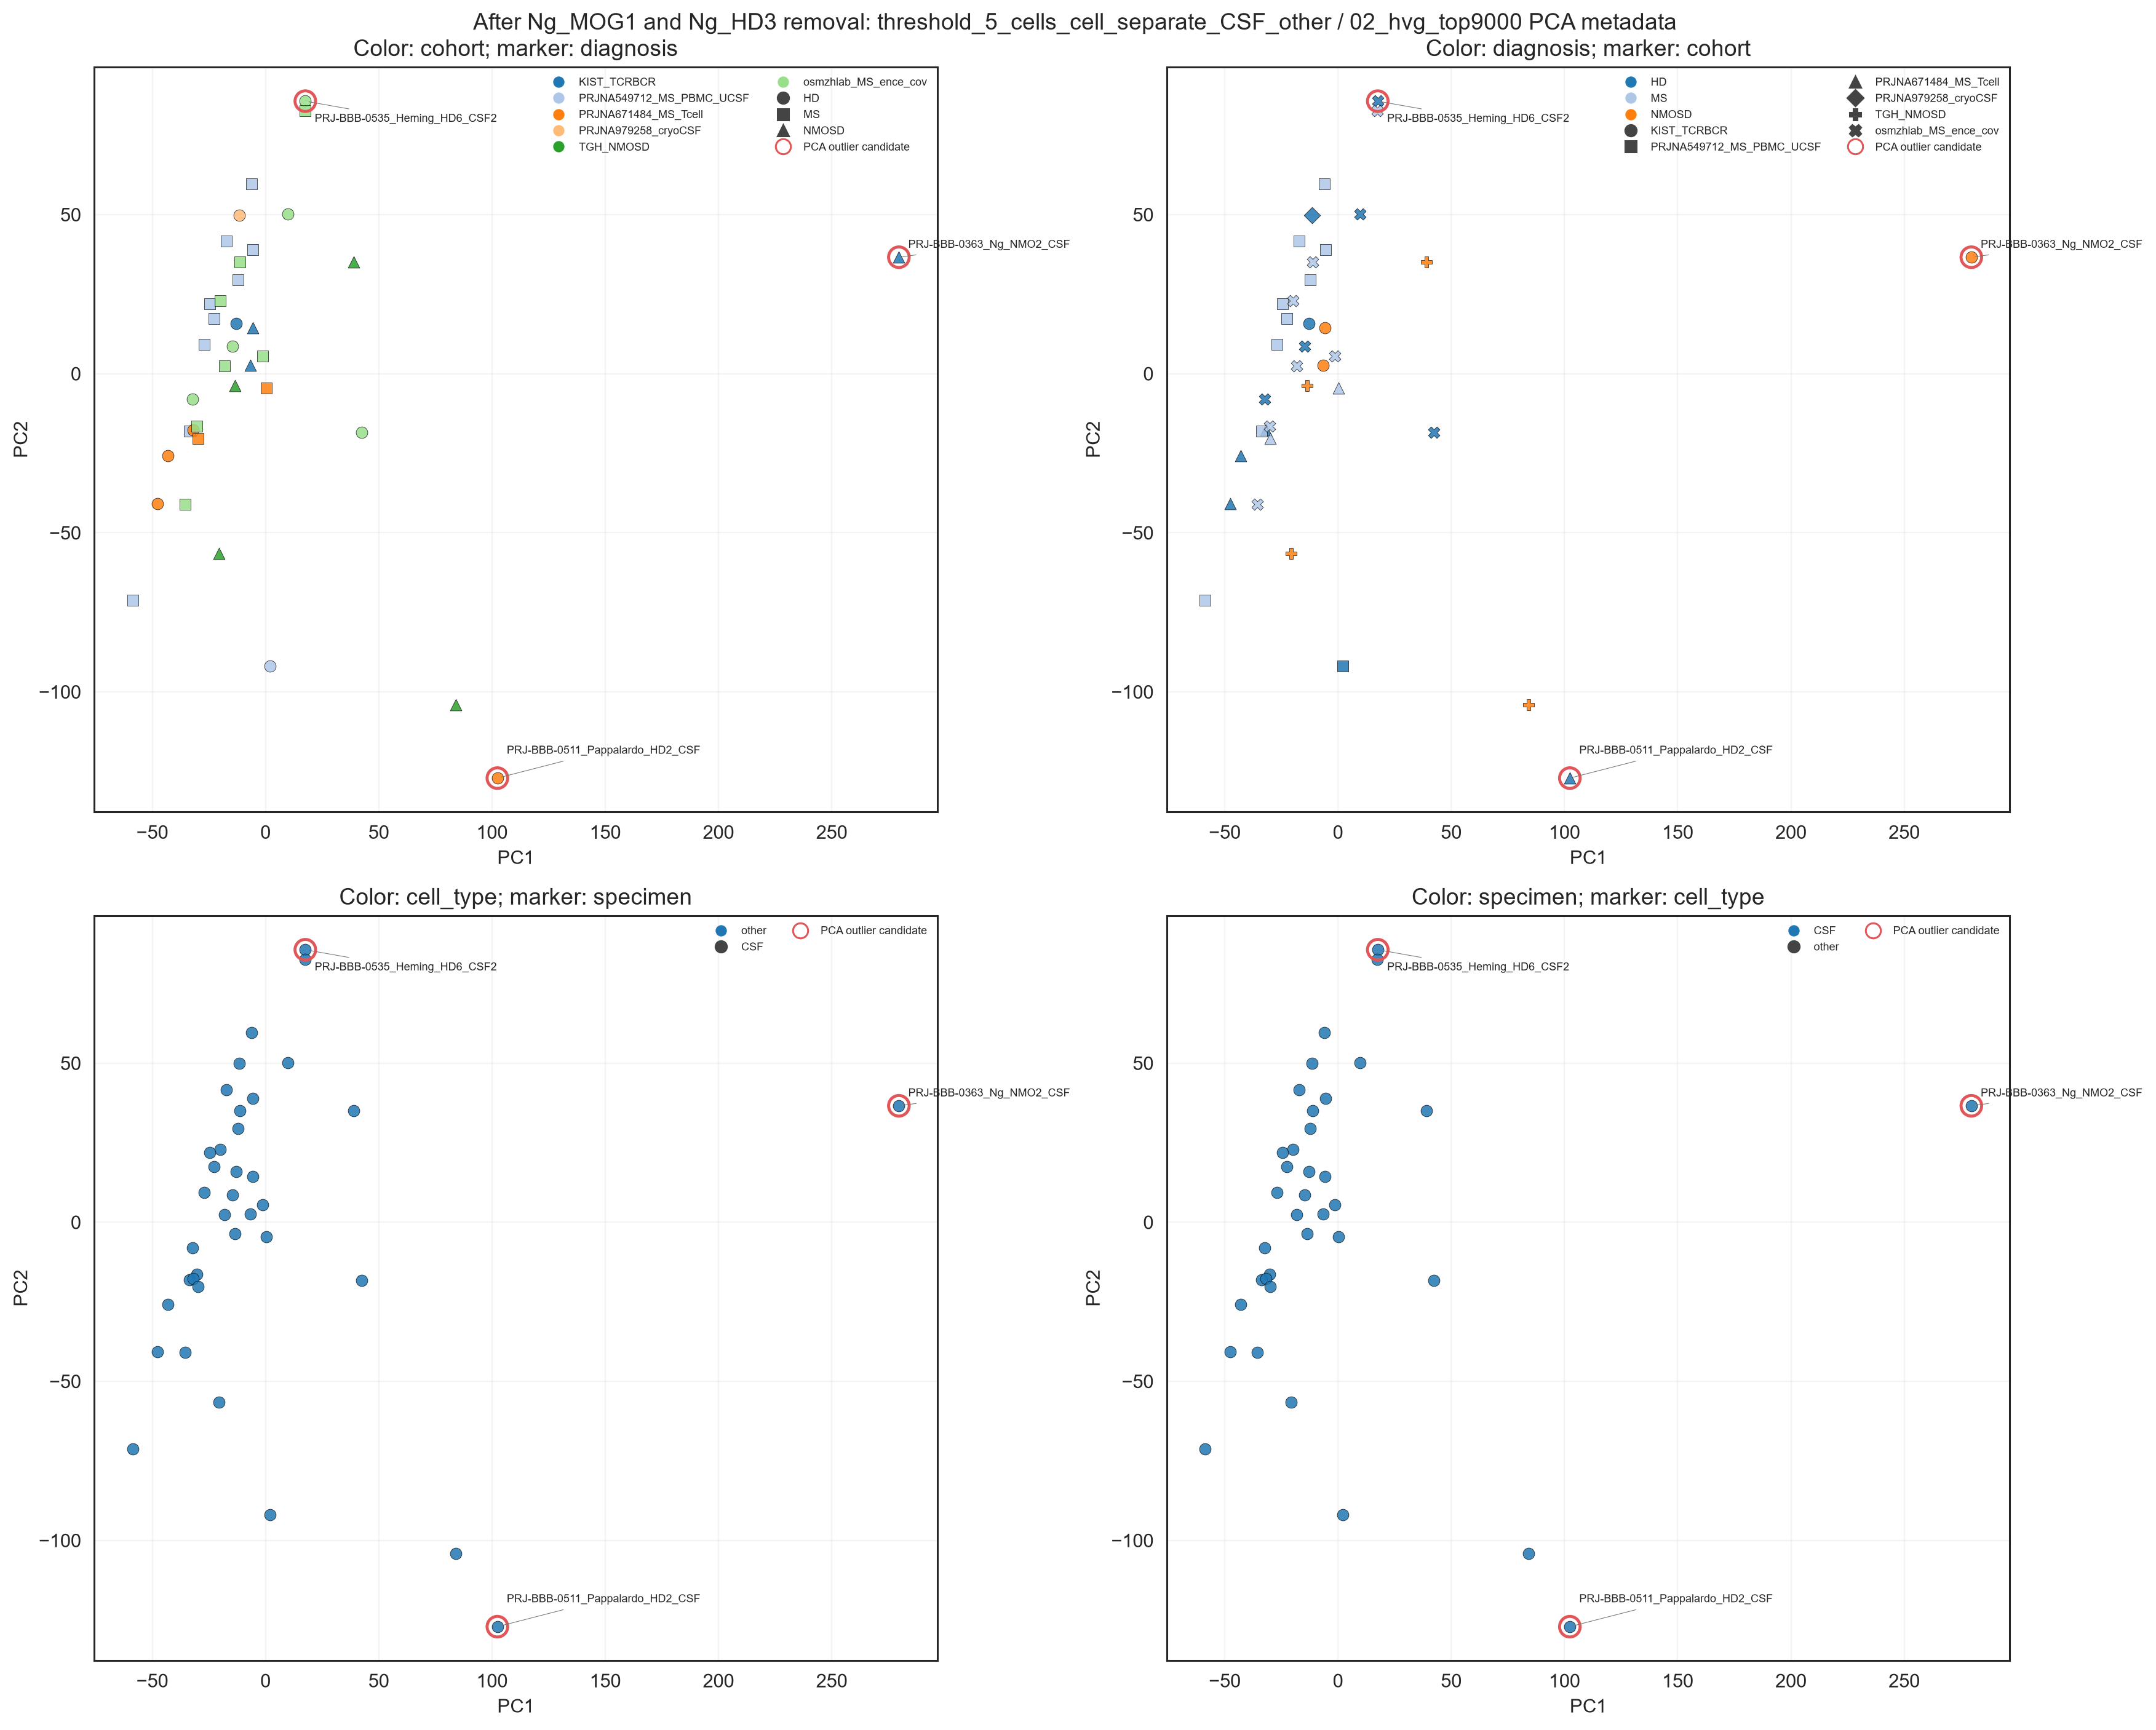 After Ng_MOG1 and Ng_HD3 removal: threshold_5_cells_cell_separate_CSF_other / 02_hvg_top9000 PCA metadata
Color: cohort; marker: diagnosis
KIST_TCRBCR
PRJNA549712_MS_PBMC_UCSF
PRJNA671484_MS_Tcell
PRJNA979258_cryoCSF
TGH_NMOSD
osmzhlab_MS_ence_cov
HD
MS
NMOSD
PCA outlier candidate
PRJ-BBB-0535_Heming_HD6_CSF2
PRJ-BBB-0363_Ng_NMO2_CSF
PRJ-BBB-0511_Pappalardo_HD2_CSF
PC2
50
0
−50
−100
−50 0 50 100 150 200 250
PC1
Color: diagnosis; marker: cohort
HD
MS
NMOSD
KIST_TCRBCR
PRJNA549712_MS_PBMC_UCSF
PRJNA671484_MS_Tcell
PRJNA979258_cryoCSF
TGH_NMOSD
osmzhlab_MS_ence_cov
PCA outlier candidate
PRJ-BBB-0535_Heming_HD6_CSF2
PRJ-BBB-0363_Ng_NMO2_CSF
PRJ-BBB-0511_Pappalardo_HD2_CSF
PC2
50
0
−50
−100
−50 0 50 100 150 200 250
PC1
Color: cell_type; marker: specimen
other
CSF
PCA outlier candidate
PRJ-BBB-0535_Heming_HD6_CSF2
PRJ-BBB-0363_Ng_NMO2_CSF
PRJ-BBB-0511_Pappalardo_HD2_CSF
PC2
50
0
−50
−100
−50 0 50 100 150 200 250
PC1
Color: specimen; marker: cell_type
CSF
other
PCA outlier candidate
PRJ-BBB-0535_Heming_HD6_CSF2
PRJ-BBB-0363_Ng_NMO2_CSF
PRJ-BBB-0511_Pappalardo_HD2_CSF
PC2
50
0
−50
−100
−50 0 50 100 150 200 250
PC1